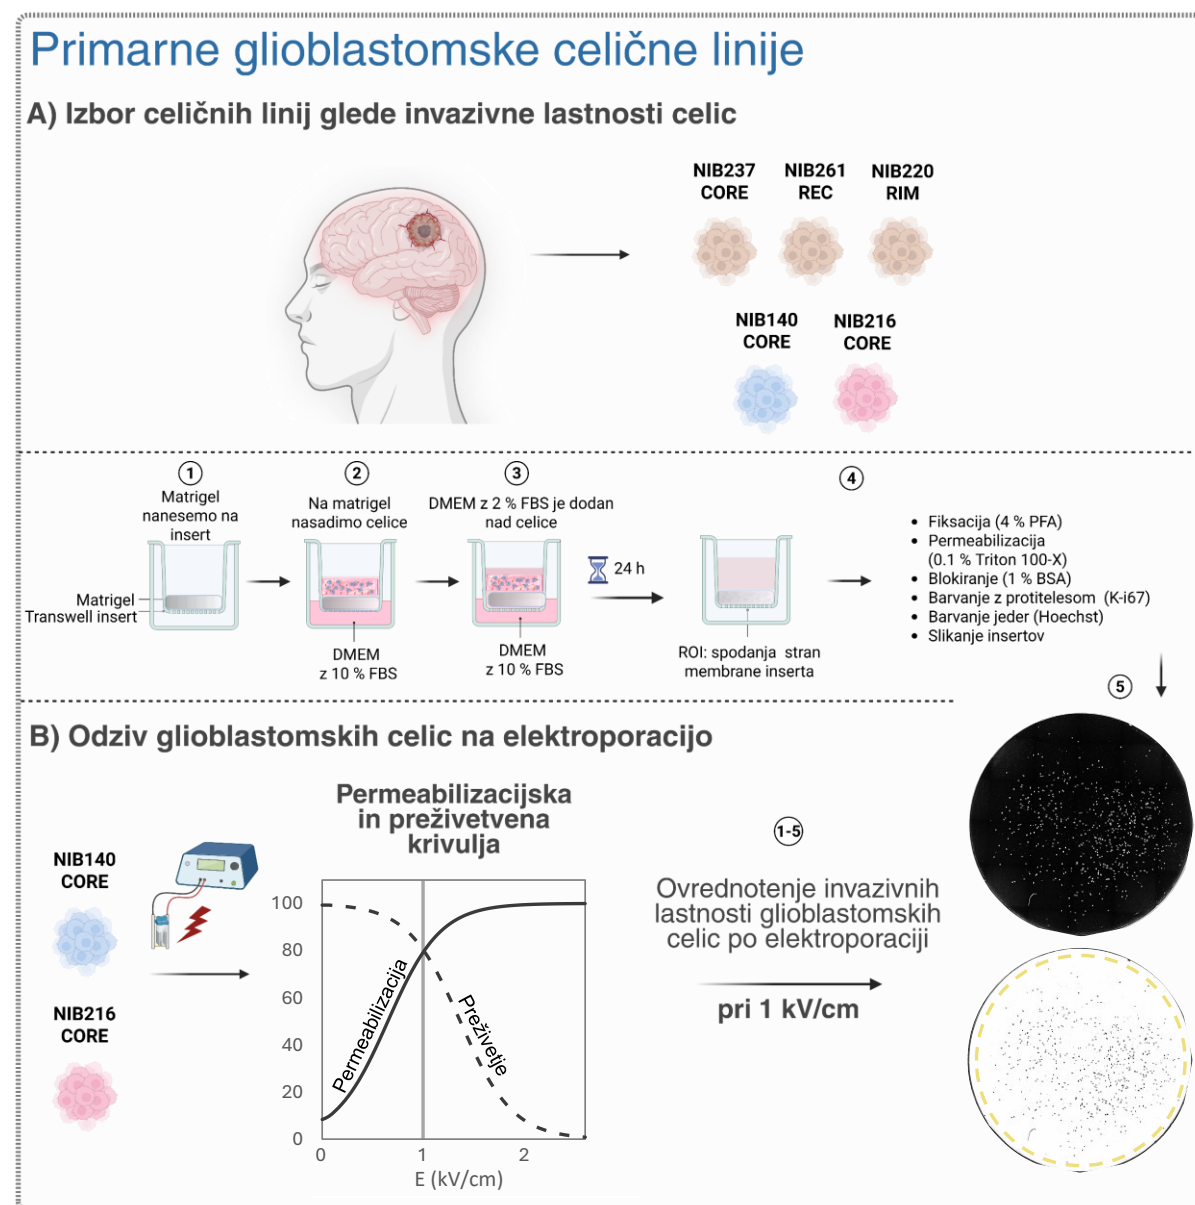 Primarne glioblastomske celične linije
A) Izbor celičnih linij glede invazivne lastnosti celic
NIB237
CORE
NIB261
REC
NIB220
RIM
NIB140
CORE
NIB216
CORE
1
Matrigel
nanesemo na
insert
Matrigel
Transwell insert
2
Na matrigel
nasadimo celice
DMEM
z 10 % FBS
3
DMEM z 2 % FBS je dodan
nad celice
DMEM
z 10 % FBS
24 h
ROI: spodanja stran
membrane inserta
4
• Fiksacija (4 % PFA)
• Permeabilizacija
(0.1 % Triton 100-X)
• Blokiranje (1 % BSA)
• Barvanje z protitelesom (K-i67)
• Barvanje jeder (Hoechst)
• Slikanje insertov
5
B) Odziv glioblastomskih celic na elektroporacijo
NIB140
CORE
NIB216
CORE
Permeabilizacijska
in preživetvena
krivulja
100
80
60
40
20
0
Permeabilizacija
Preživetje
0
1
2
E (kV/cm)
1-5
Ovrednotenje invazivnih
lastnosti glioblastomskih
celic po elektroporaciji
pri 1 kV/cm